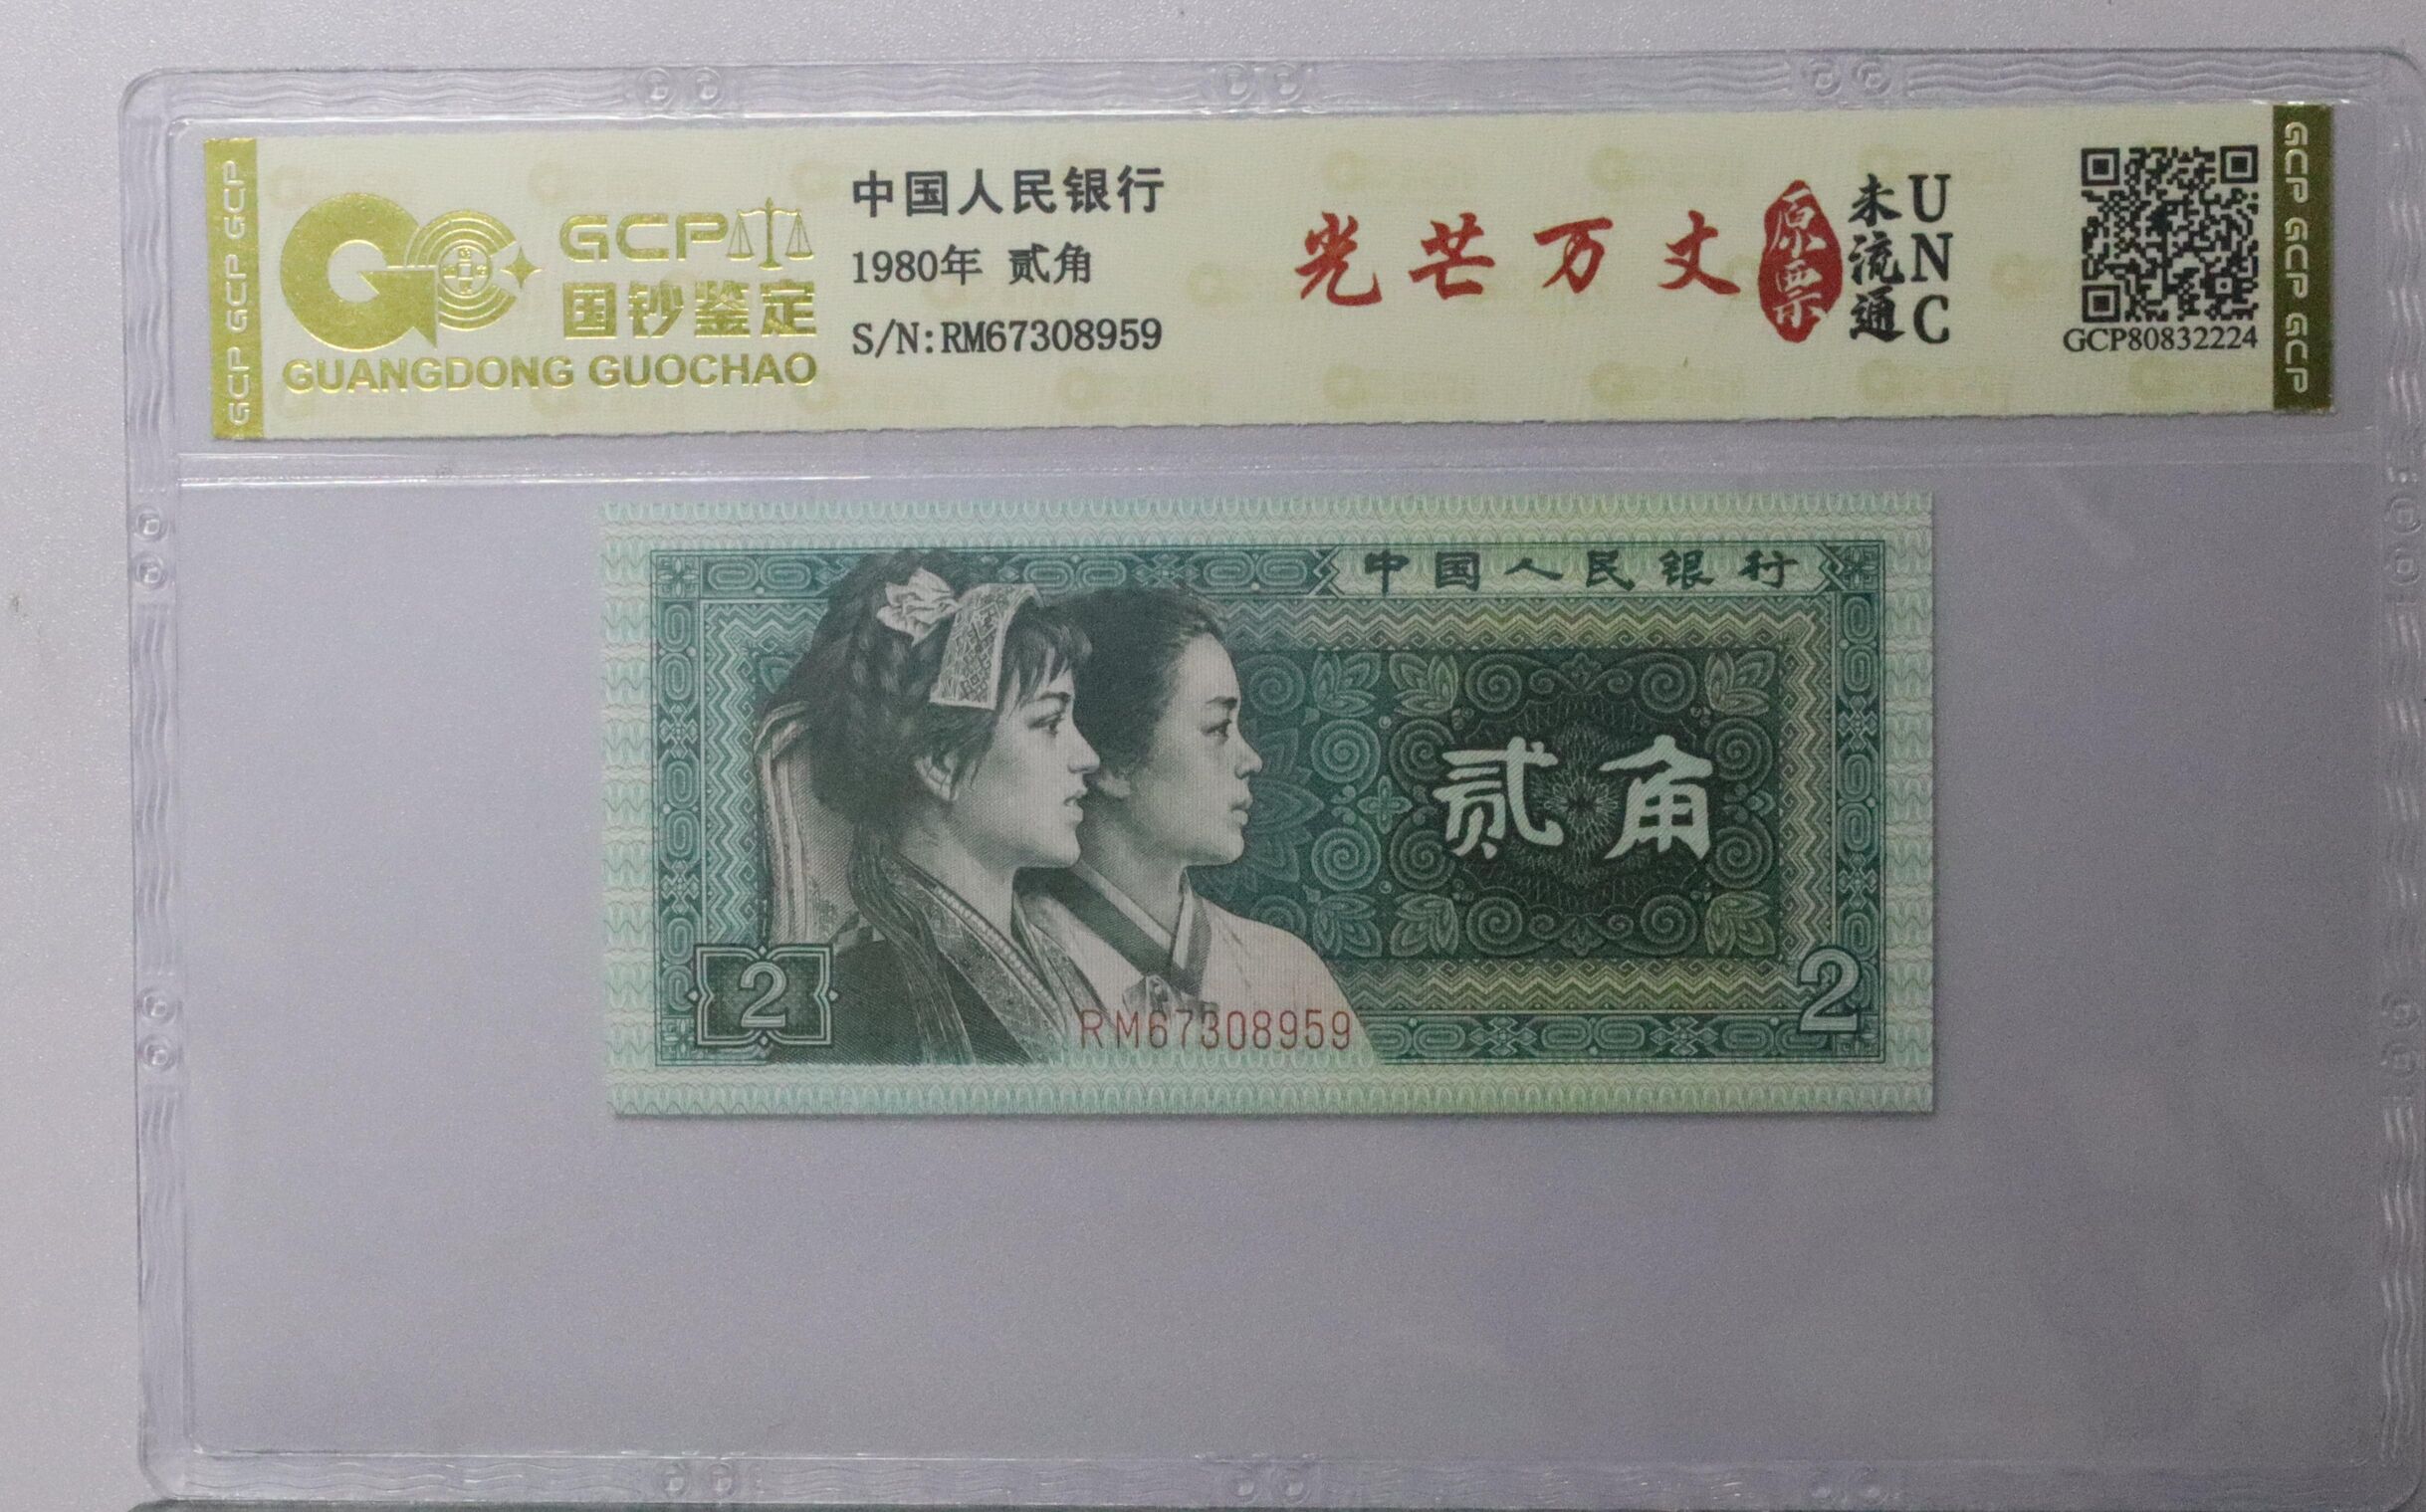 GCP GCP GCP
GCP
国钞鉴定
GUANGDONG GUOCHAO
中国人民银行
1980年 贰角
S/N:RM67308959
光芒万丈
原票
未流通
UNC
GCP80832224
GCP GCP GCP
中国人民银行
贰角
2
RM67308959
2